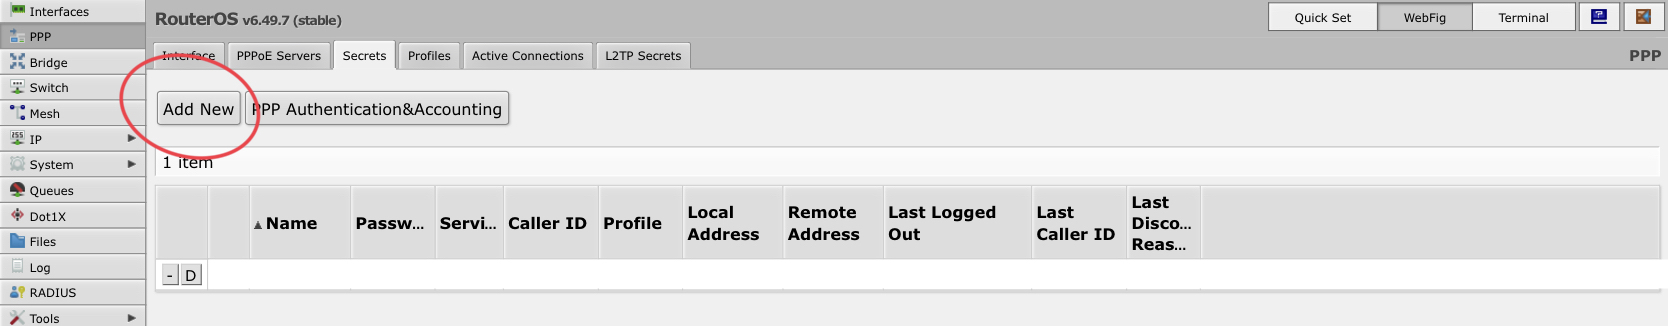 Interfaces
PPP
Bridge
Switch
Mesh
IP
System
Queues
Dot1X
Files
Log
RADIUS
Tools
RouterOS v6.49.7 (stable)
Quick Set
WebFig
Terminal
Interface
PPPoE Servers
Secrets
Profiles
Active Connections
L2TP Secrets
PPP
Add New
PPP Authentication&Accounting
1 item
▲ Name
Passw...
Servi...
Caller ID
Profile
Local
Address
Remote
Address
Last Logged
Out
Last
Caller ID
Last
Disco...
Reas...
- D